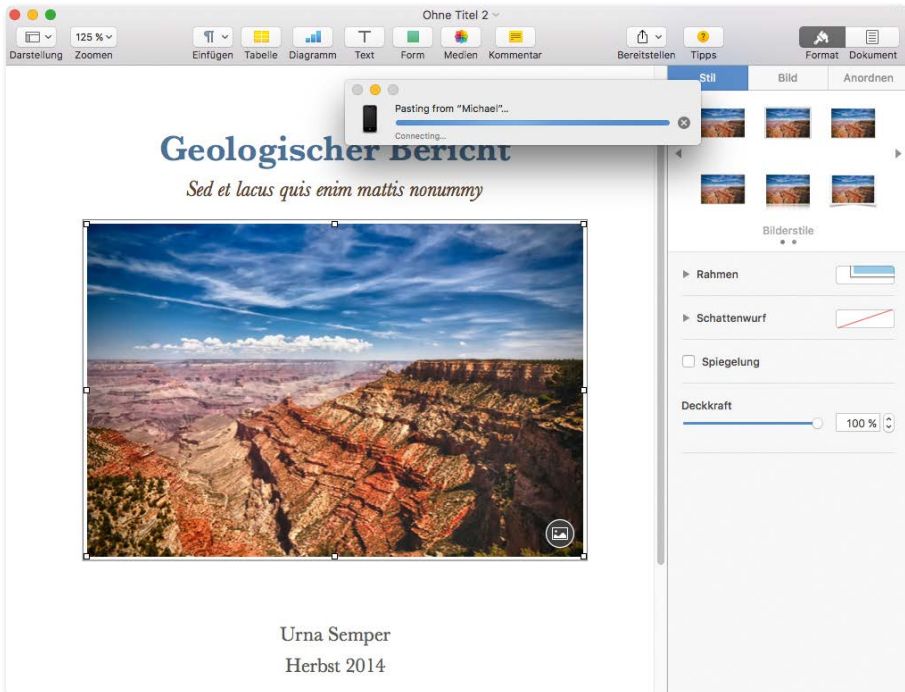 Ohne Titel 2
125 %
Darstellung Zoomen Einfügen Tabelle Diagramm Text Form Medien Kommentar Bereitstellen Tipps Format Dokument
Stil Bild Anordnen
Pasting from “Michael”...
Connecting...
Geologischer Bericht
Sed et lacus quis enim mattis nonummy
Bilderstile
Rahmen
Schattenwurf
Spiegelung
Deckkraft
100 %
Urna Semper
Herbst 2014